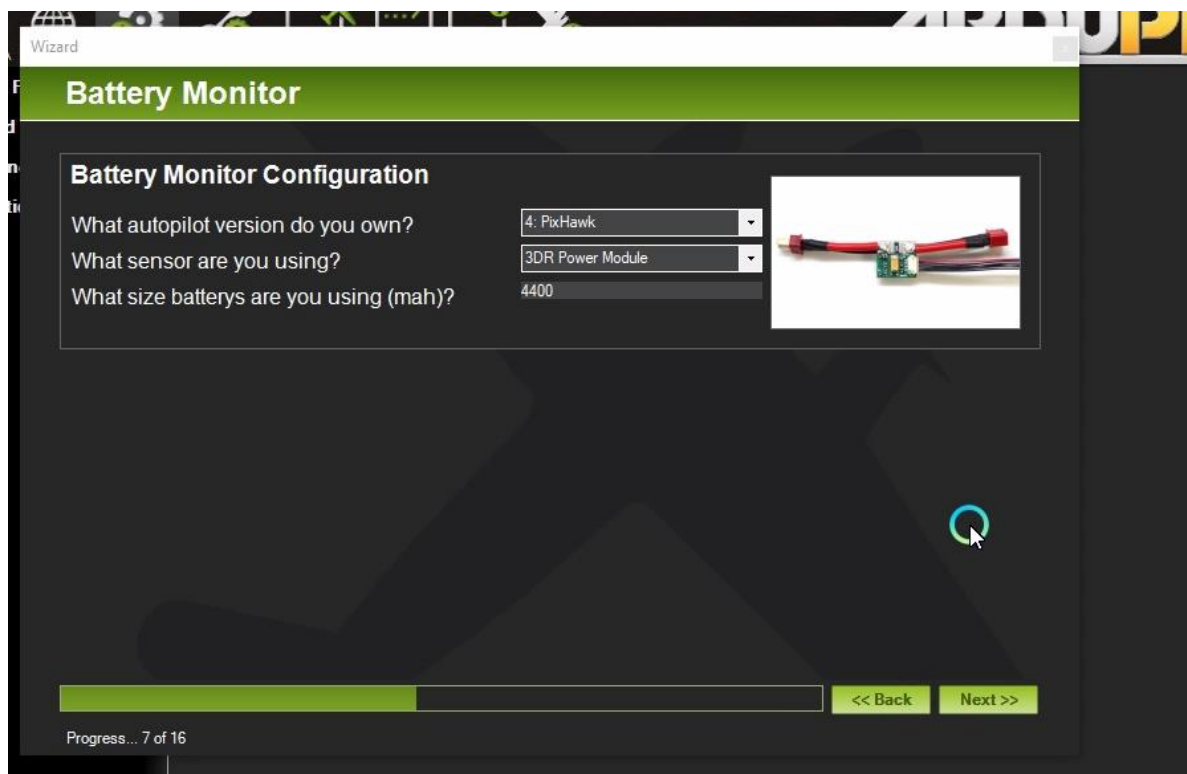 Wizard
Battery Monitor
Battery Monitor Configuration
What autopilot version do you own?
4: PixHawk
What sensor are you using?
3DR Power Module
What size batterys are you using (mah)?
4400
<< Back
Next >>
Progress... 7 of 16